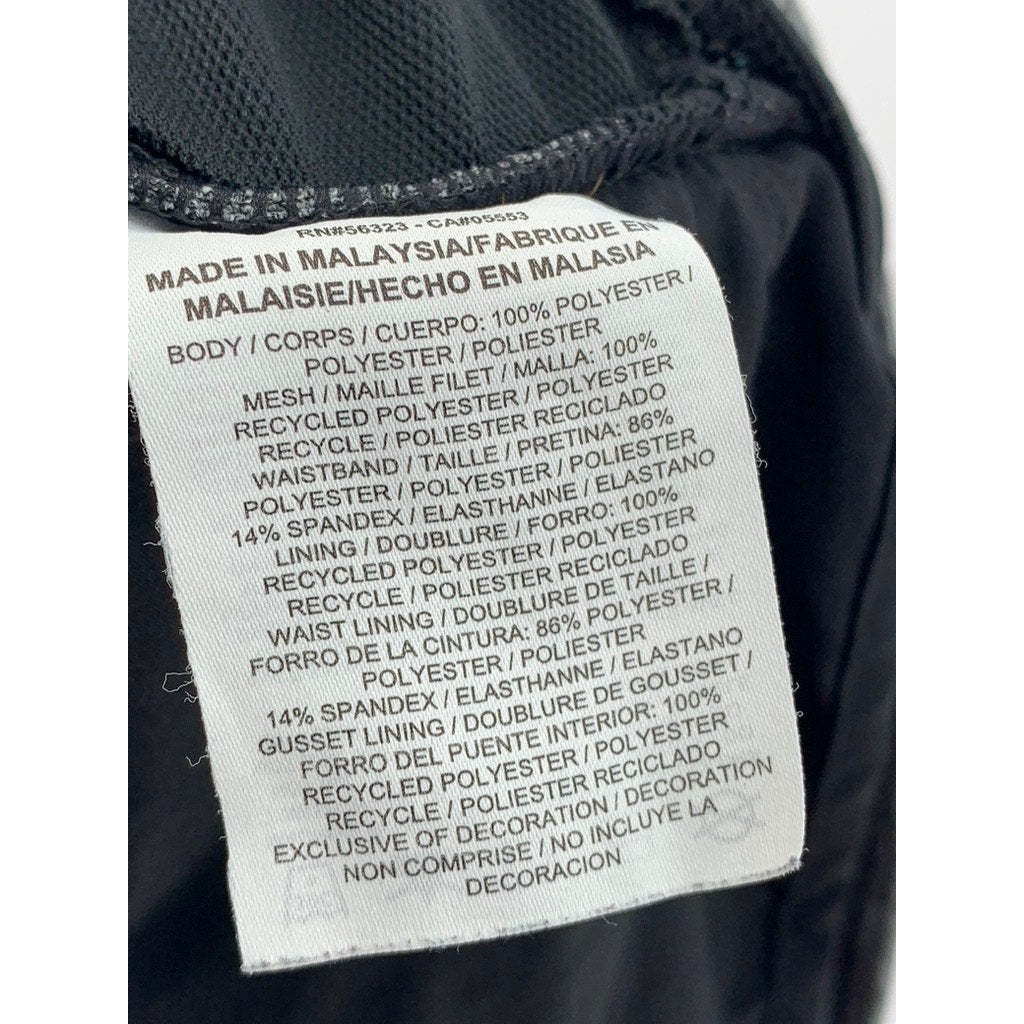 RN#56323 - CA#05553
MADE IN MALAYSIA/FABRIQUE EN
MALAISIE/HECHO EN MALASIA
BODY / CORPS / CUERPO: 100% POLYESTER /
POLYESTER / POLIESTER
MESH / MAILLE FILET / MALLA: 100%
RECYCLED POLYESTER / POLYESTER
RECYCLE / POLIESTER RECICLADO
WAISTBAND / TAILLE / PRETINA: 86%
POLYESTER / POLYESTER / POLIESTER
14% SPANDEX / ELASTHANNE / ELASTANO
LINING / DOUBLURE / FORRO: 100%
RECYCLED POLYESTER / POLYESTER
RECYCLE / POLIESTER RECICLADO
WAIST LINING / DOUBLURE DE TAILLE /
FORRO DE LA CINTURA: 86% POLYESTER /
POLYESTER / POLIESTER
14% SPANDEX / ELASTHANNE / ELASTANO
GUSSET LINING / DOUBLURE DE GOUSSET /
FORRO DEL PUENTE INTERIOR: 100%
RECYCLED POLYESTER / POLYESTER
RECYCLE / POLIESTER RECICLADO
EXCLUSIVE OF DECORATION / DECORATION
NON COMPRISE / NO INCLUYE LA
DECORACION